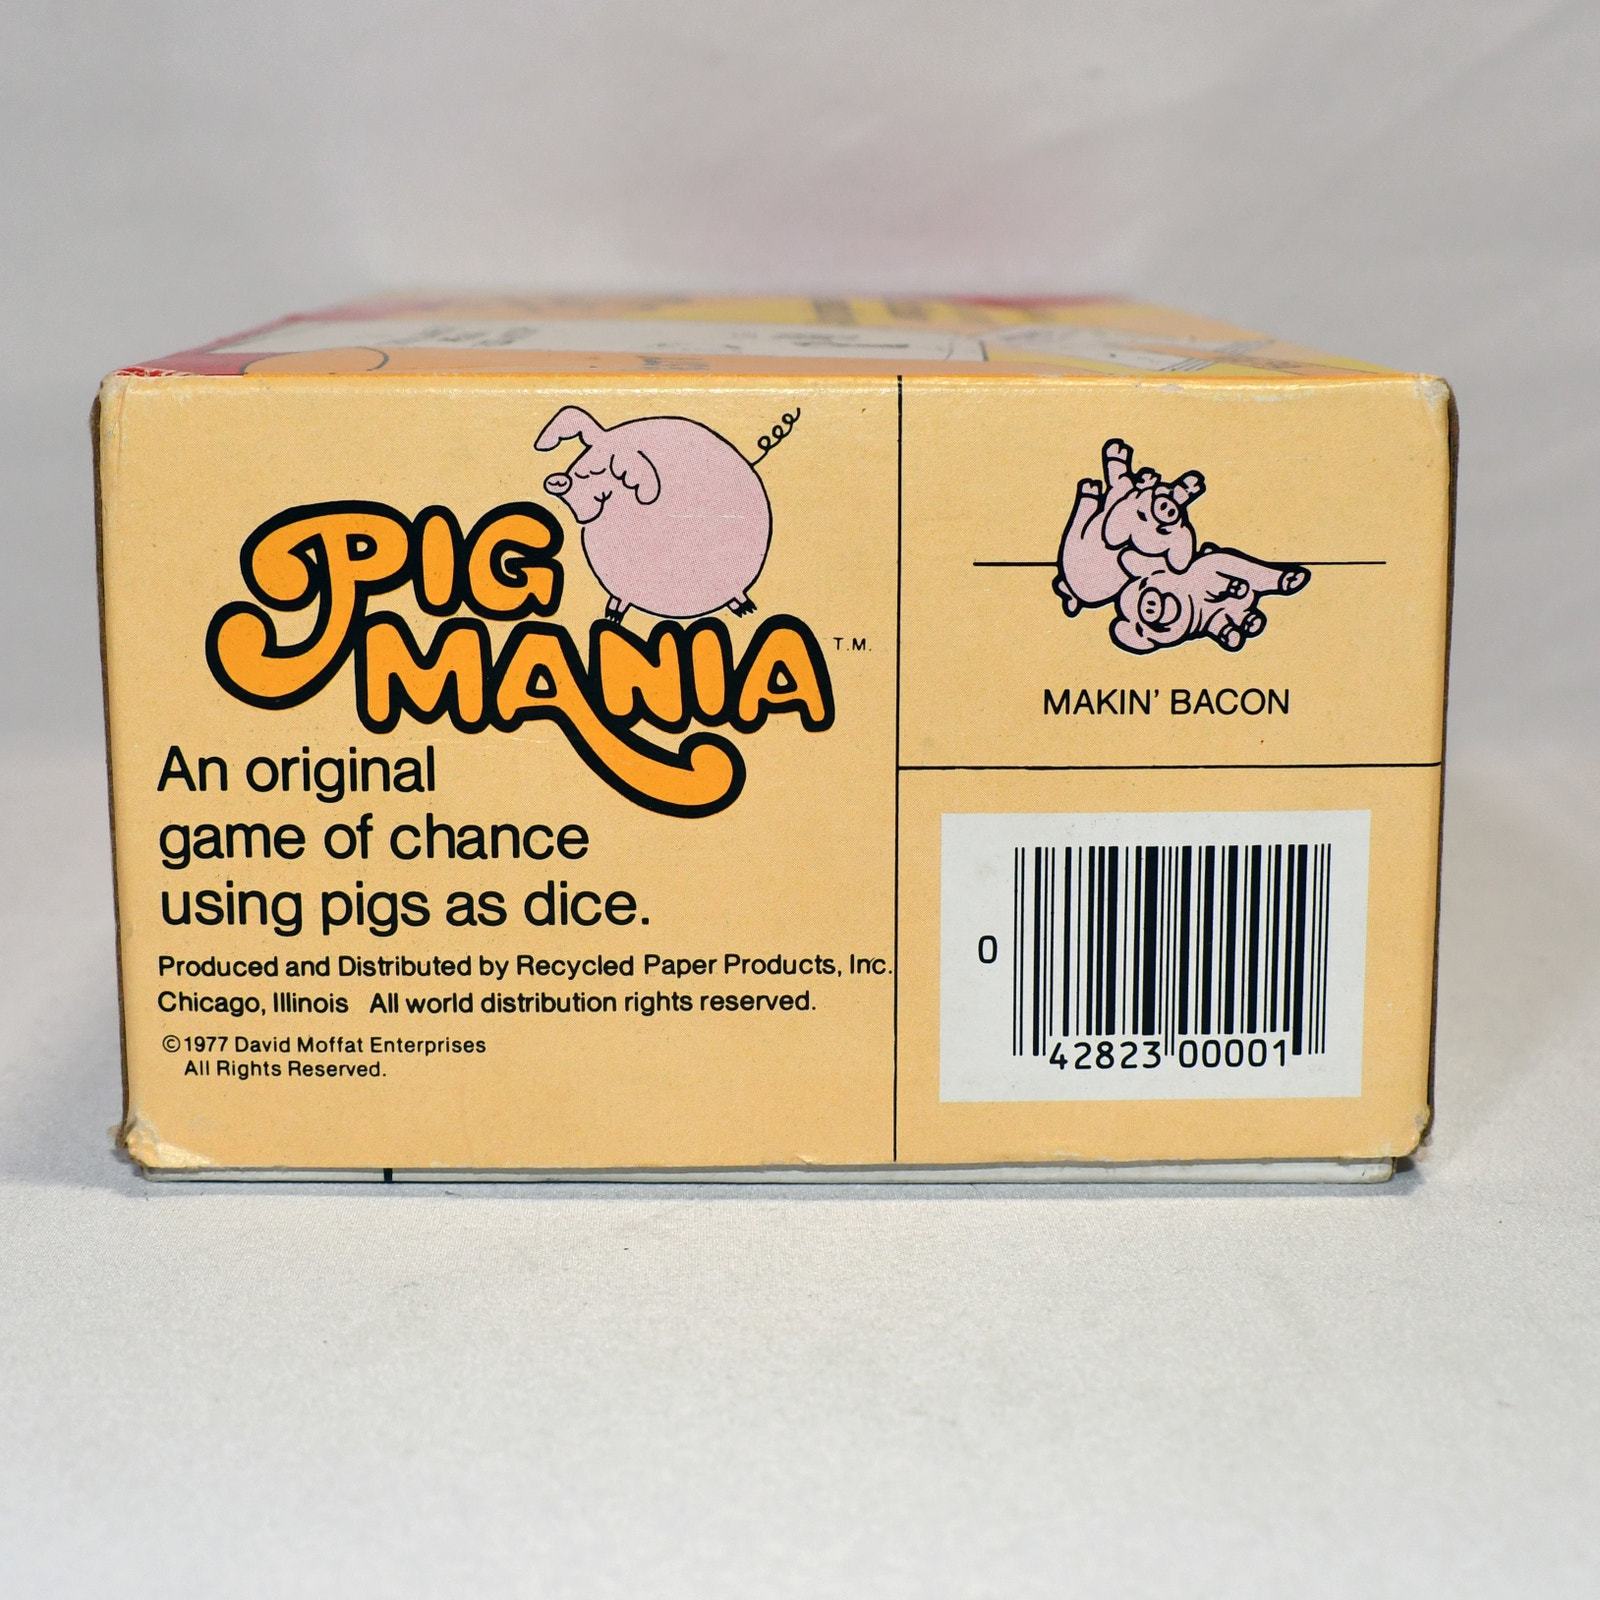 PIG
MANIA
T.M.
An original
game of chance
using pigs as dice.
Produced and Distributed by Recycled Paper Products, Inc.
Chicago, Illinois All world distribution rights reserved.
©1977 David Moffat Enterprises
All Rights Reserved.
MAKIN' BACON
0 42823 00001